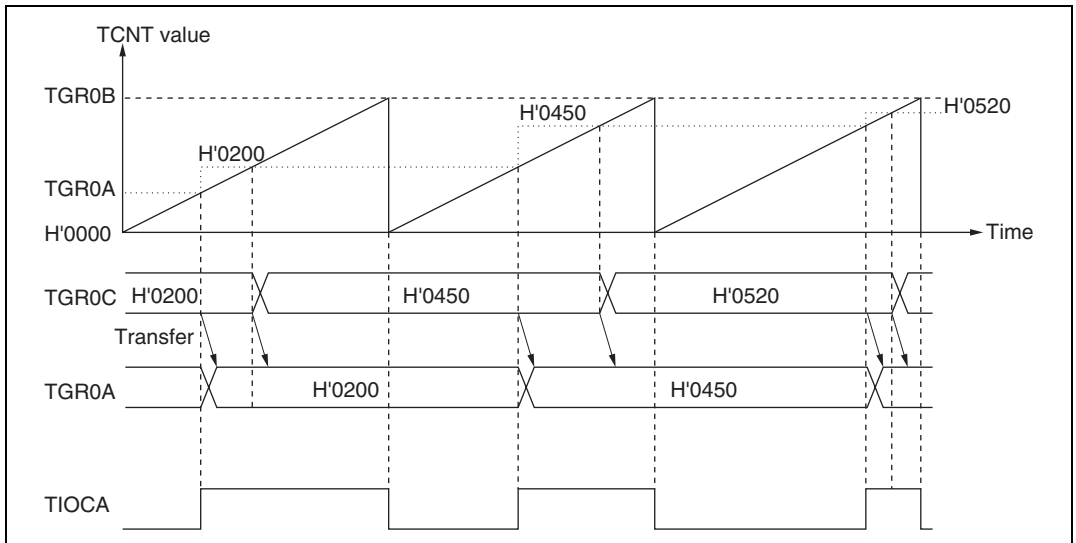 TCNT value
TGR0B
H'0520
H'0450
H'0200
TGR0A
H'0000
Time
TGR0C
H'0200
H'0450
H'0520
Transfer
TGR0A
H'0200
H'0450
TIOCA